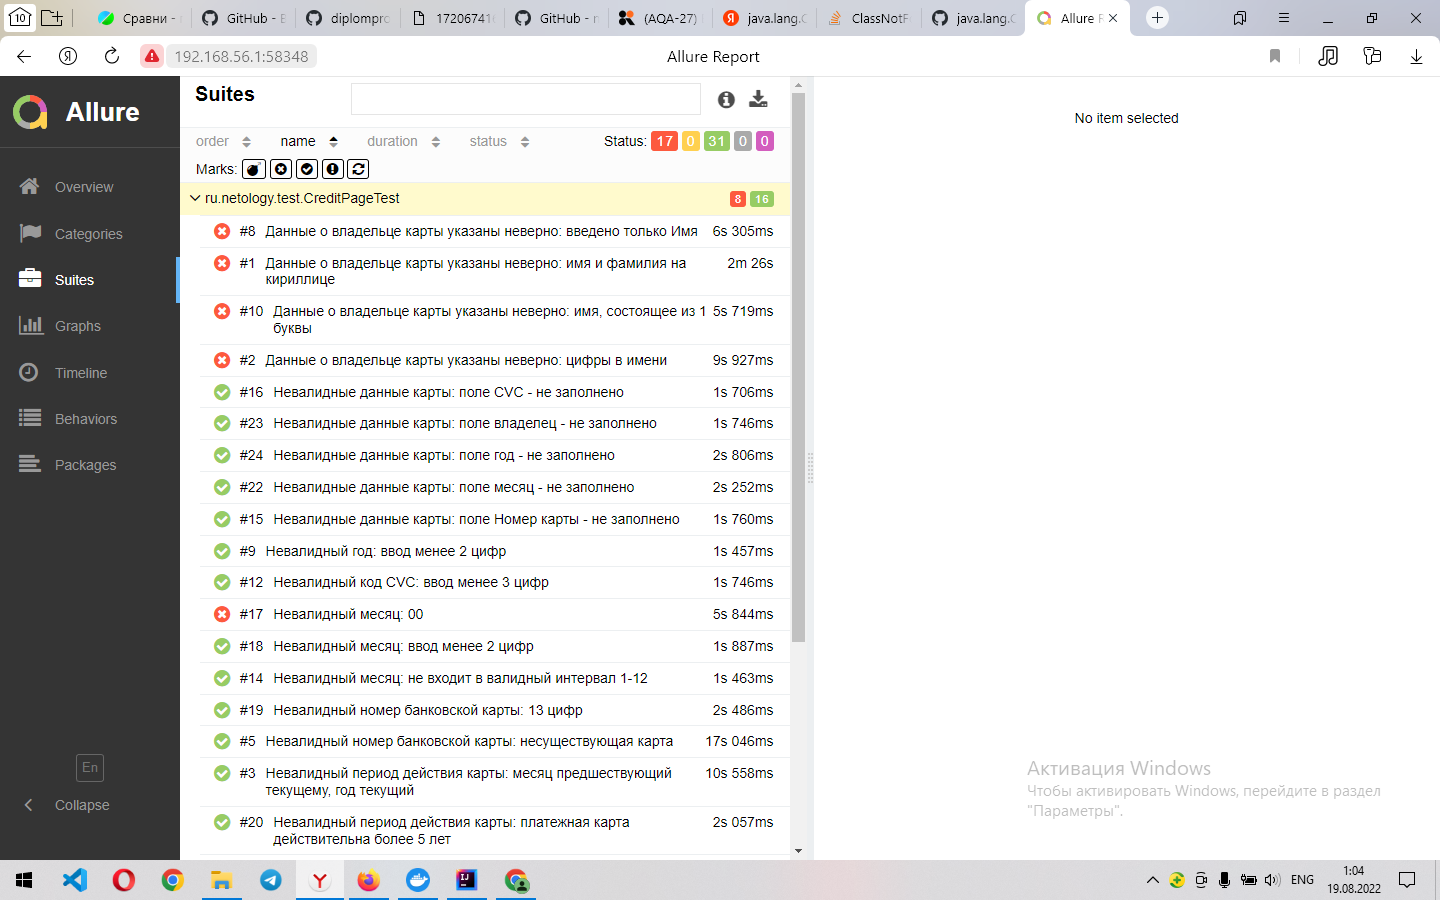 10
Сравни -
GitHub - E
diplompro
172067416
GitHub - n
(AQA-27)
java.lang.C
ClassNotF
java.lang.C
Allure R
192.168.56.1:58348
Allure Report
Allure
Overview
Categories
Suites
Graphs
Timeline
Behaviors
Packages
En
Collapse
Suites
order
name
duration
status
Status: 17 0 31 0 0
Marks:
ru.netology.test.CreditPageTest 8 16
#8 Данные о владельце карты указаны неверно: введено только Имя 6s 305ms
#1 Данные о владельце карты указаны неверно: имя и фамилия на 2m 26s
кириллице
#10 Данные о владельце карты указаны неверно: имя, состоящее из 1 5s 719ms
буквы
#2 Данные о владельце карты указаны неверно: цифры в имени 9s 927ms
#16 Невалидные данные карты: поле CVC - не заполнено 1s 706ms
#23 Невалидные данные карты: поле владелец - не заполнено 1s 746ms
#24 Невалидные данные карты: поле год - не заполнено 2s 806ms
#22 Невалидные данные карты: поле месяц - не заполнено 2s 252ms
#15 Невалидные данные карты: поле Номер карты - не заполнено 1s 760ms
#9 Невалидный год: ввод менее 2 цифр 1s 457ms
#12 Невалидный код CVC: ввод менее 3 цифр 1s 746ms
#17 Невалидный месяц: 00 5s 844ms
#18 Невалидный месяц: ввод менее 2 цифр 1s 887ms
#14 Невалидный месяц: не входит в валидный интервал 1-12 1s 463ms
#19 Невалидный номер банковской карты: 13 цифр 2s 486ms
#5 Невалидный номер банковской карты: несуществующая карта 17s 046ms
#3 Невалидный период действия карты: месяц предшествующий 10s 558ms
текущему, год текущий
#20 Невалидный период действия карты: платежная карта 2s 057ms
действительна более 5 лет
No item selected
Активация Windows
Чтобы активировать Windows, перейдите в раздел
"Параметры".
ENG
1:04
19.08.2022